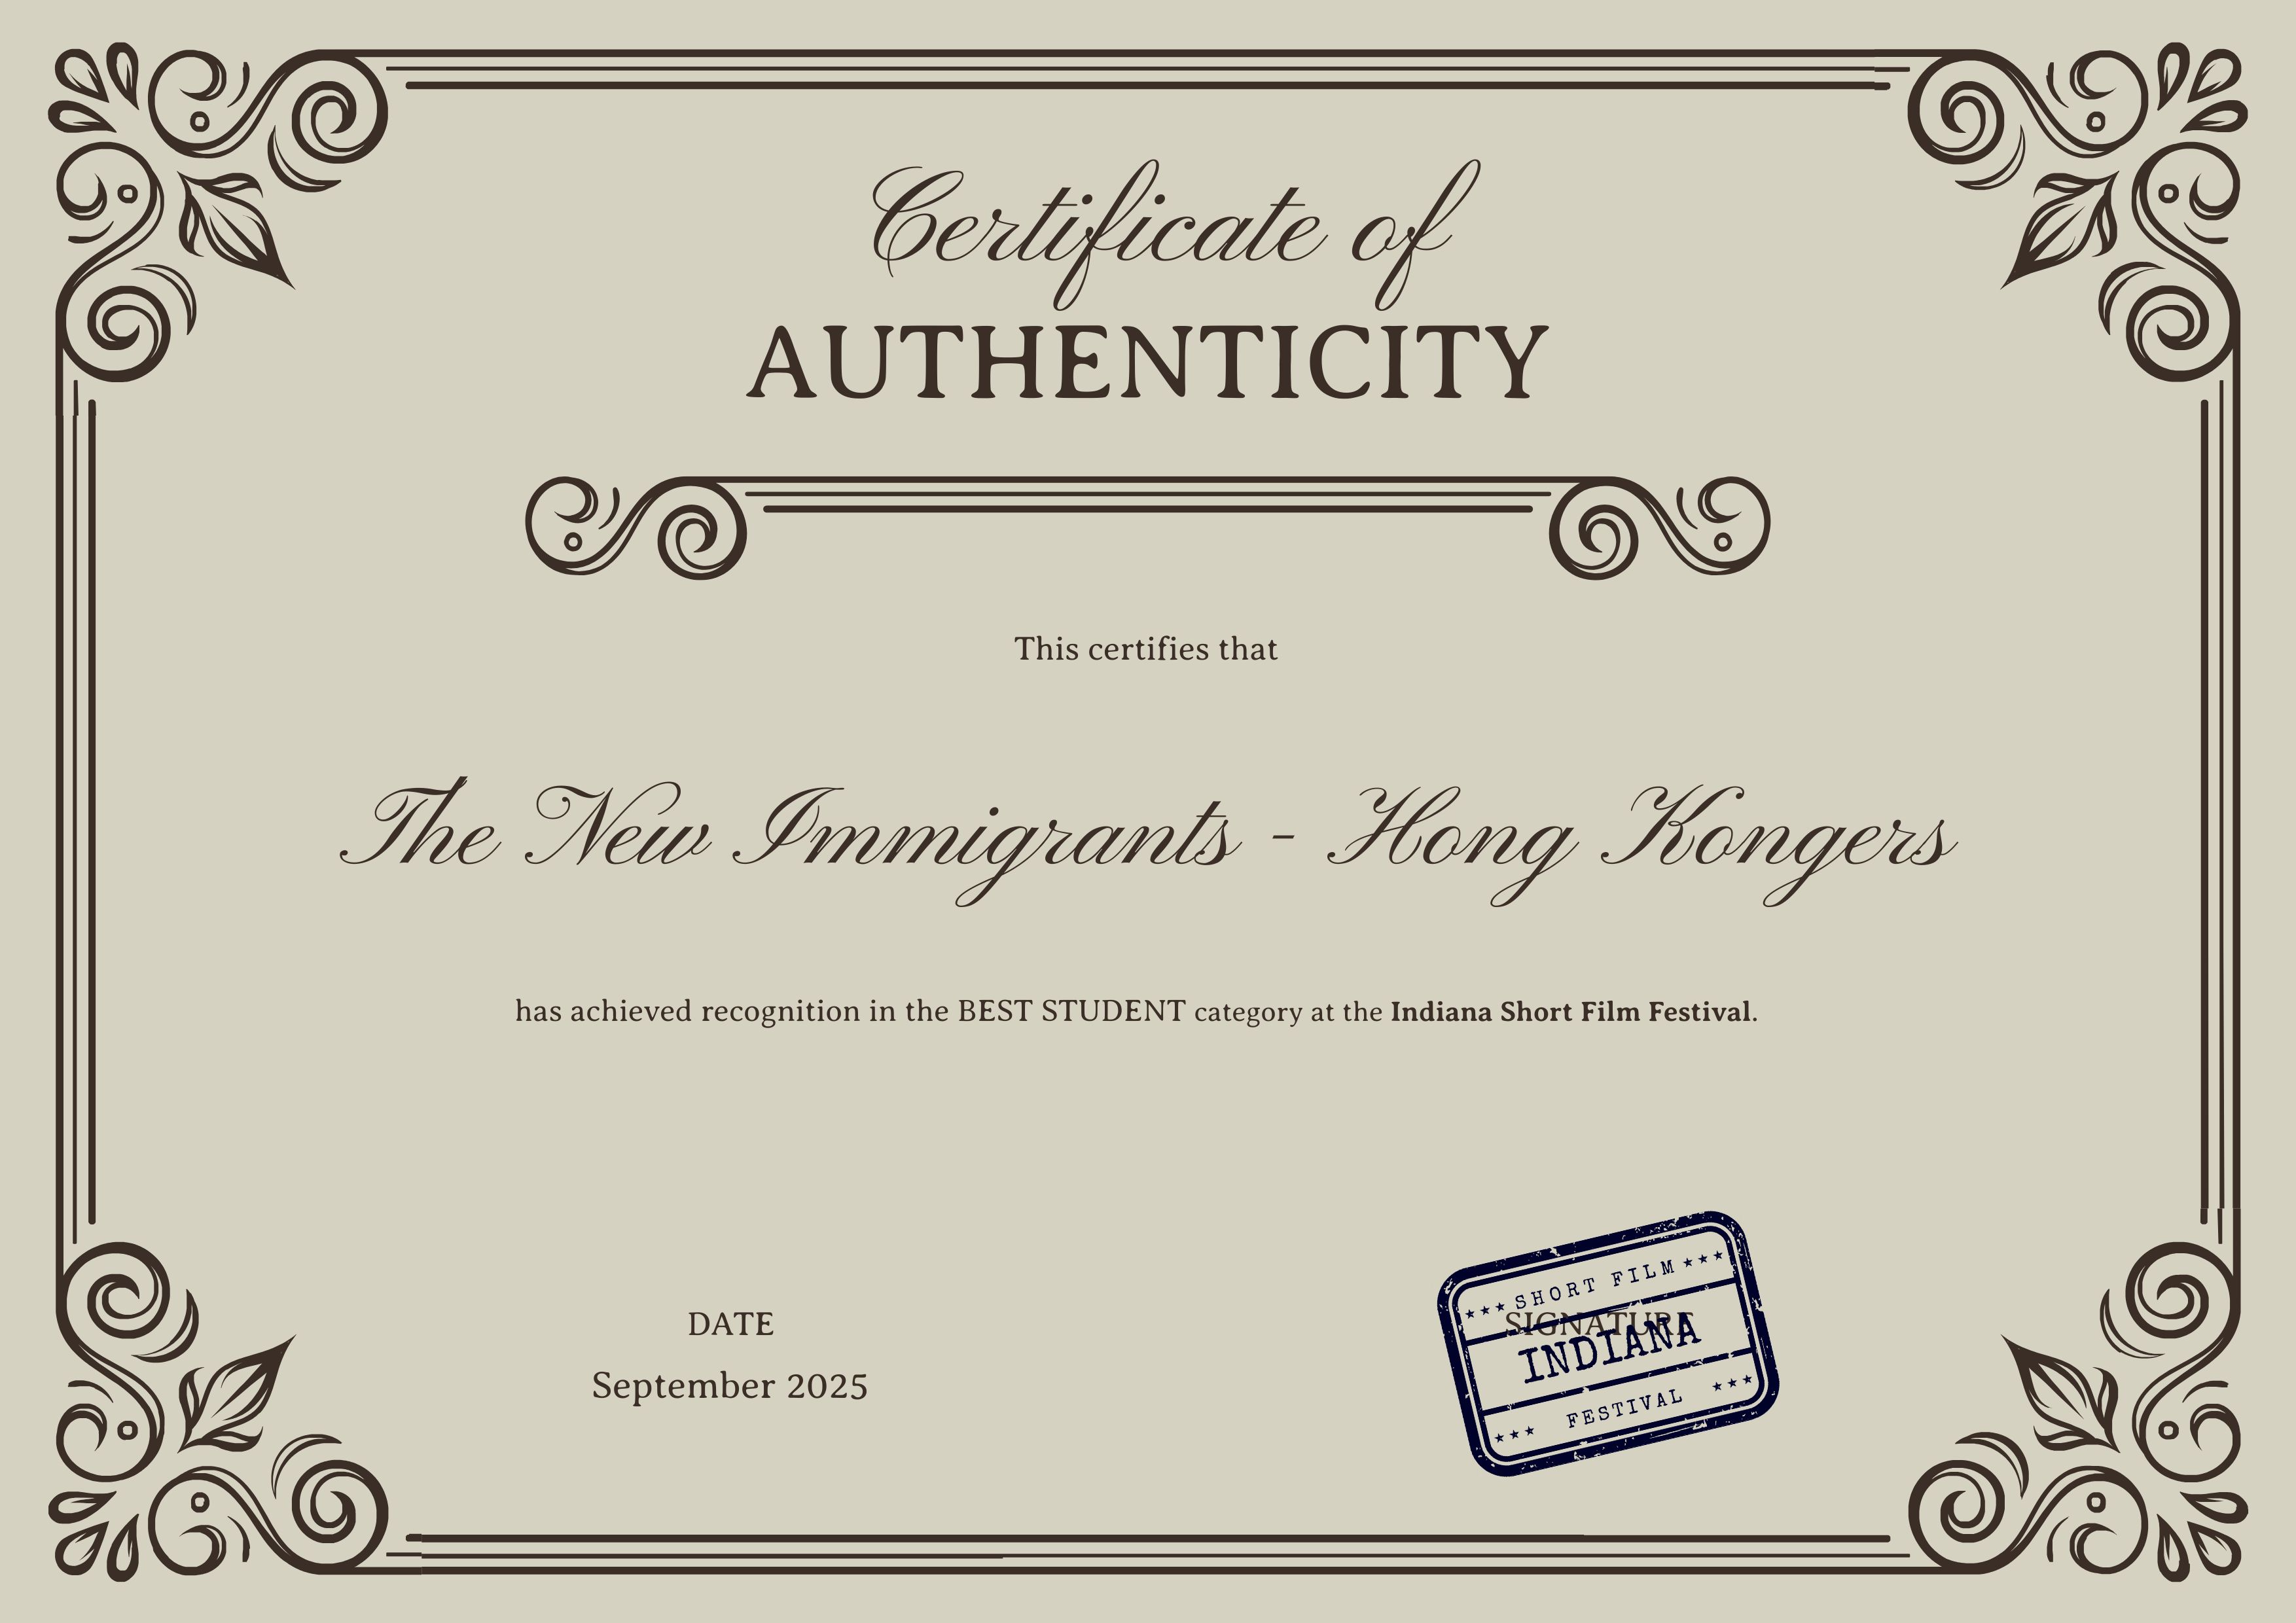 Certificate of
AUTHENTICITY
This certifies that
The New Immigrants - Hong Kongers
has achieved recognition in the BEST STUDENT category at the Indiana Short Film Festival.
DATE
September 2025
SIGNATURE
★★★ SHORT FILM ★★★
INDIANA
★★★ FESTIVAL ★★★